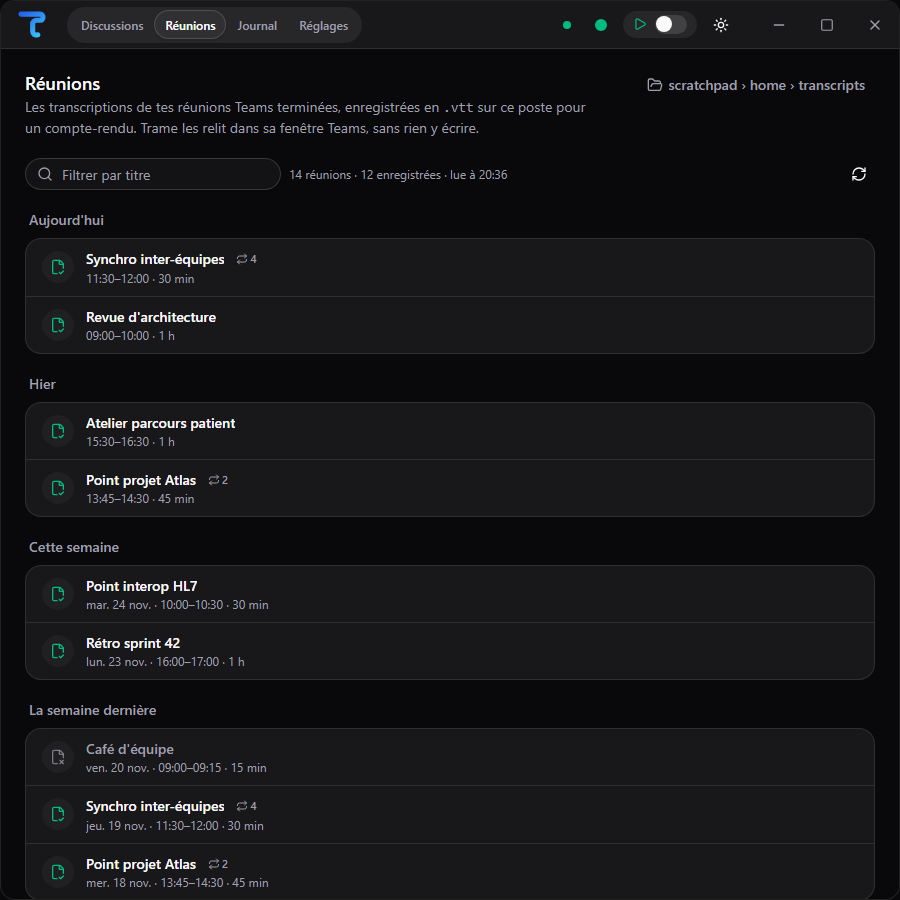 Discussions Réunions Journal Réglages
Réunions
scratchpad › home › transcripts
Les transcriptions de tes réunions Teams terminées, enregistrées en .vtt sur ce poste pour
un compte-rendu. Trame les relit dans sa fenêtre Teams, sans rien y écrire.
Filtrer par titre
14 réunions · 12 enregistrées · lue à 20:36
Aujourd'hui
Synchro inter-équipes 4
11:30–12:00 · 30 min
Revue d'architecture
09:00–10:00 · 1 h
Hier
Atelier parcours patient
15:30–16:30 · 1 h
Point projet Atlas 2
13:45–14:30 · 45 min
Cette semaine
Point interop HL7
mar. 24 nov. · 10:00–10:30 · 30 min
Rétro sprint 42
lun. 23 nov. · 16:00–17:00 · 1 h
La semaine dernière
Café d'équipe
ven. 20 nov. · 09:00–09:15 · 15 min
Synchro inter-équipes 4
jeu. 19 nov. · 11:30–12:00 · 30 min
Point projet Atlas 2
mer. 18 nov. · 13:45–14:30 · 45 min